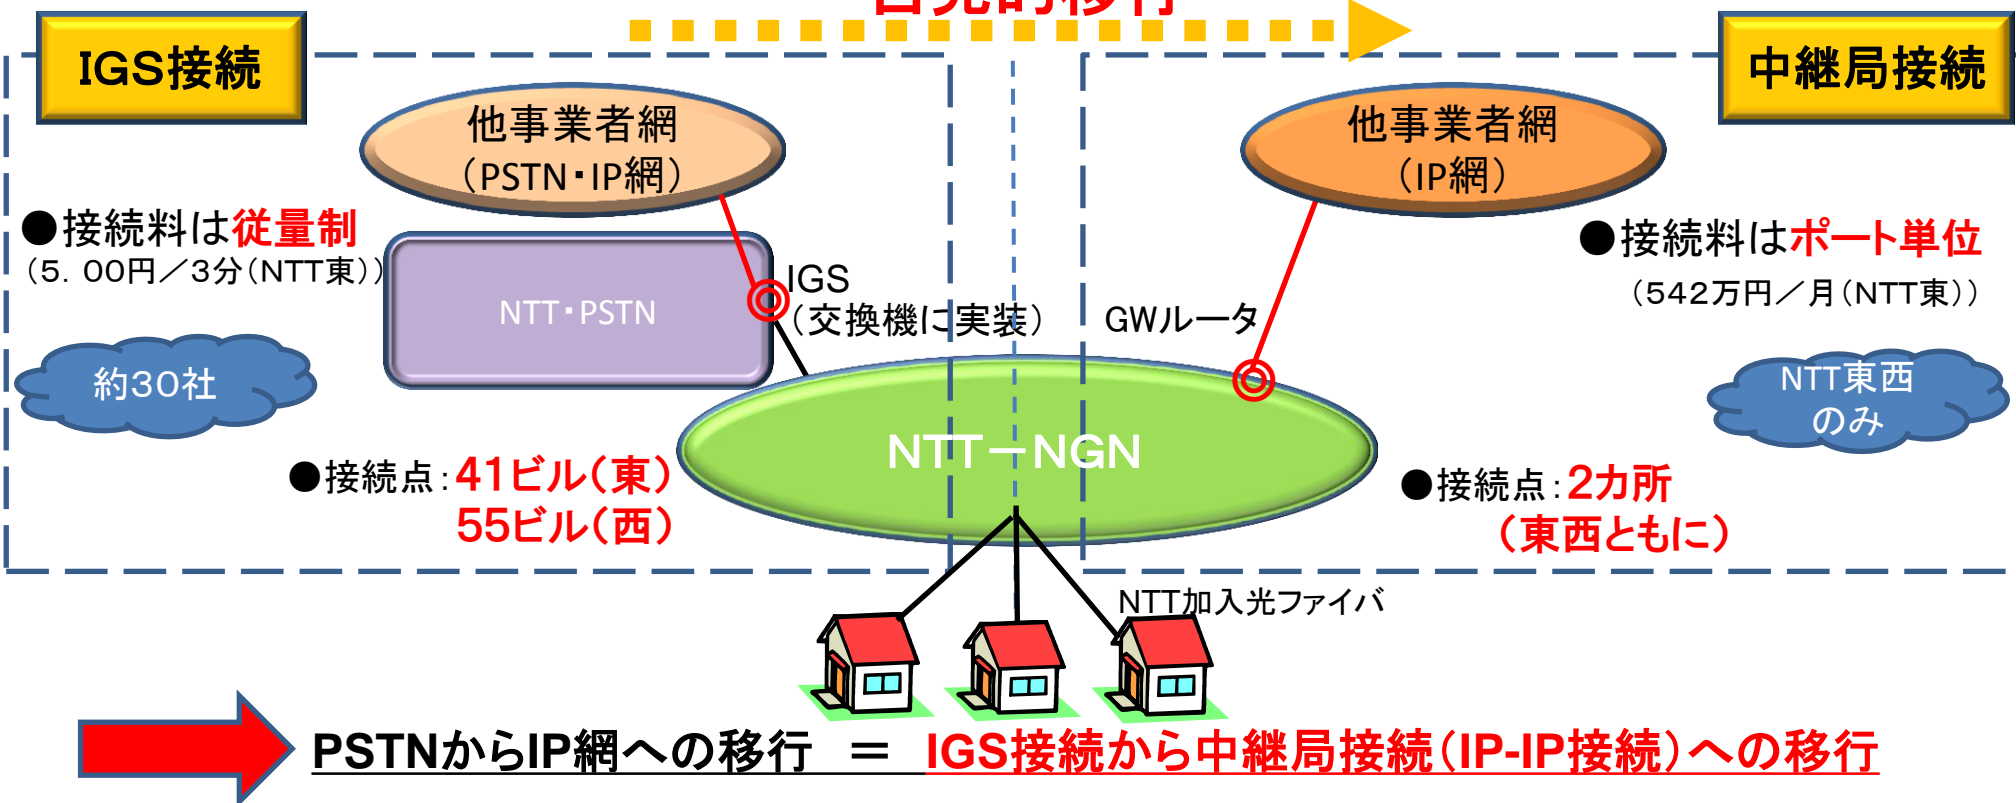 IGS接続
中継局接続
他事業者網
（PSTN・IP網）
他事業者網
（IP網）
●接続料は従量制
（5．00円／3分（NTT東））
●接続料はポート単位
（542万円／月（NTT東））
NTT・PSTN
IGS
（交換機に実装）
GWルータ
約30社
NTT東西
のみ
NTT－NGN
●接続点：41ビル（東）
55ビル（西）
●接続点：2カ所
（東西ともに）
NTT加入光ファイバ
PSTNからIP網への移行　＝　IGS接続から中継局接続（IP-IP接続）への移行